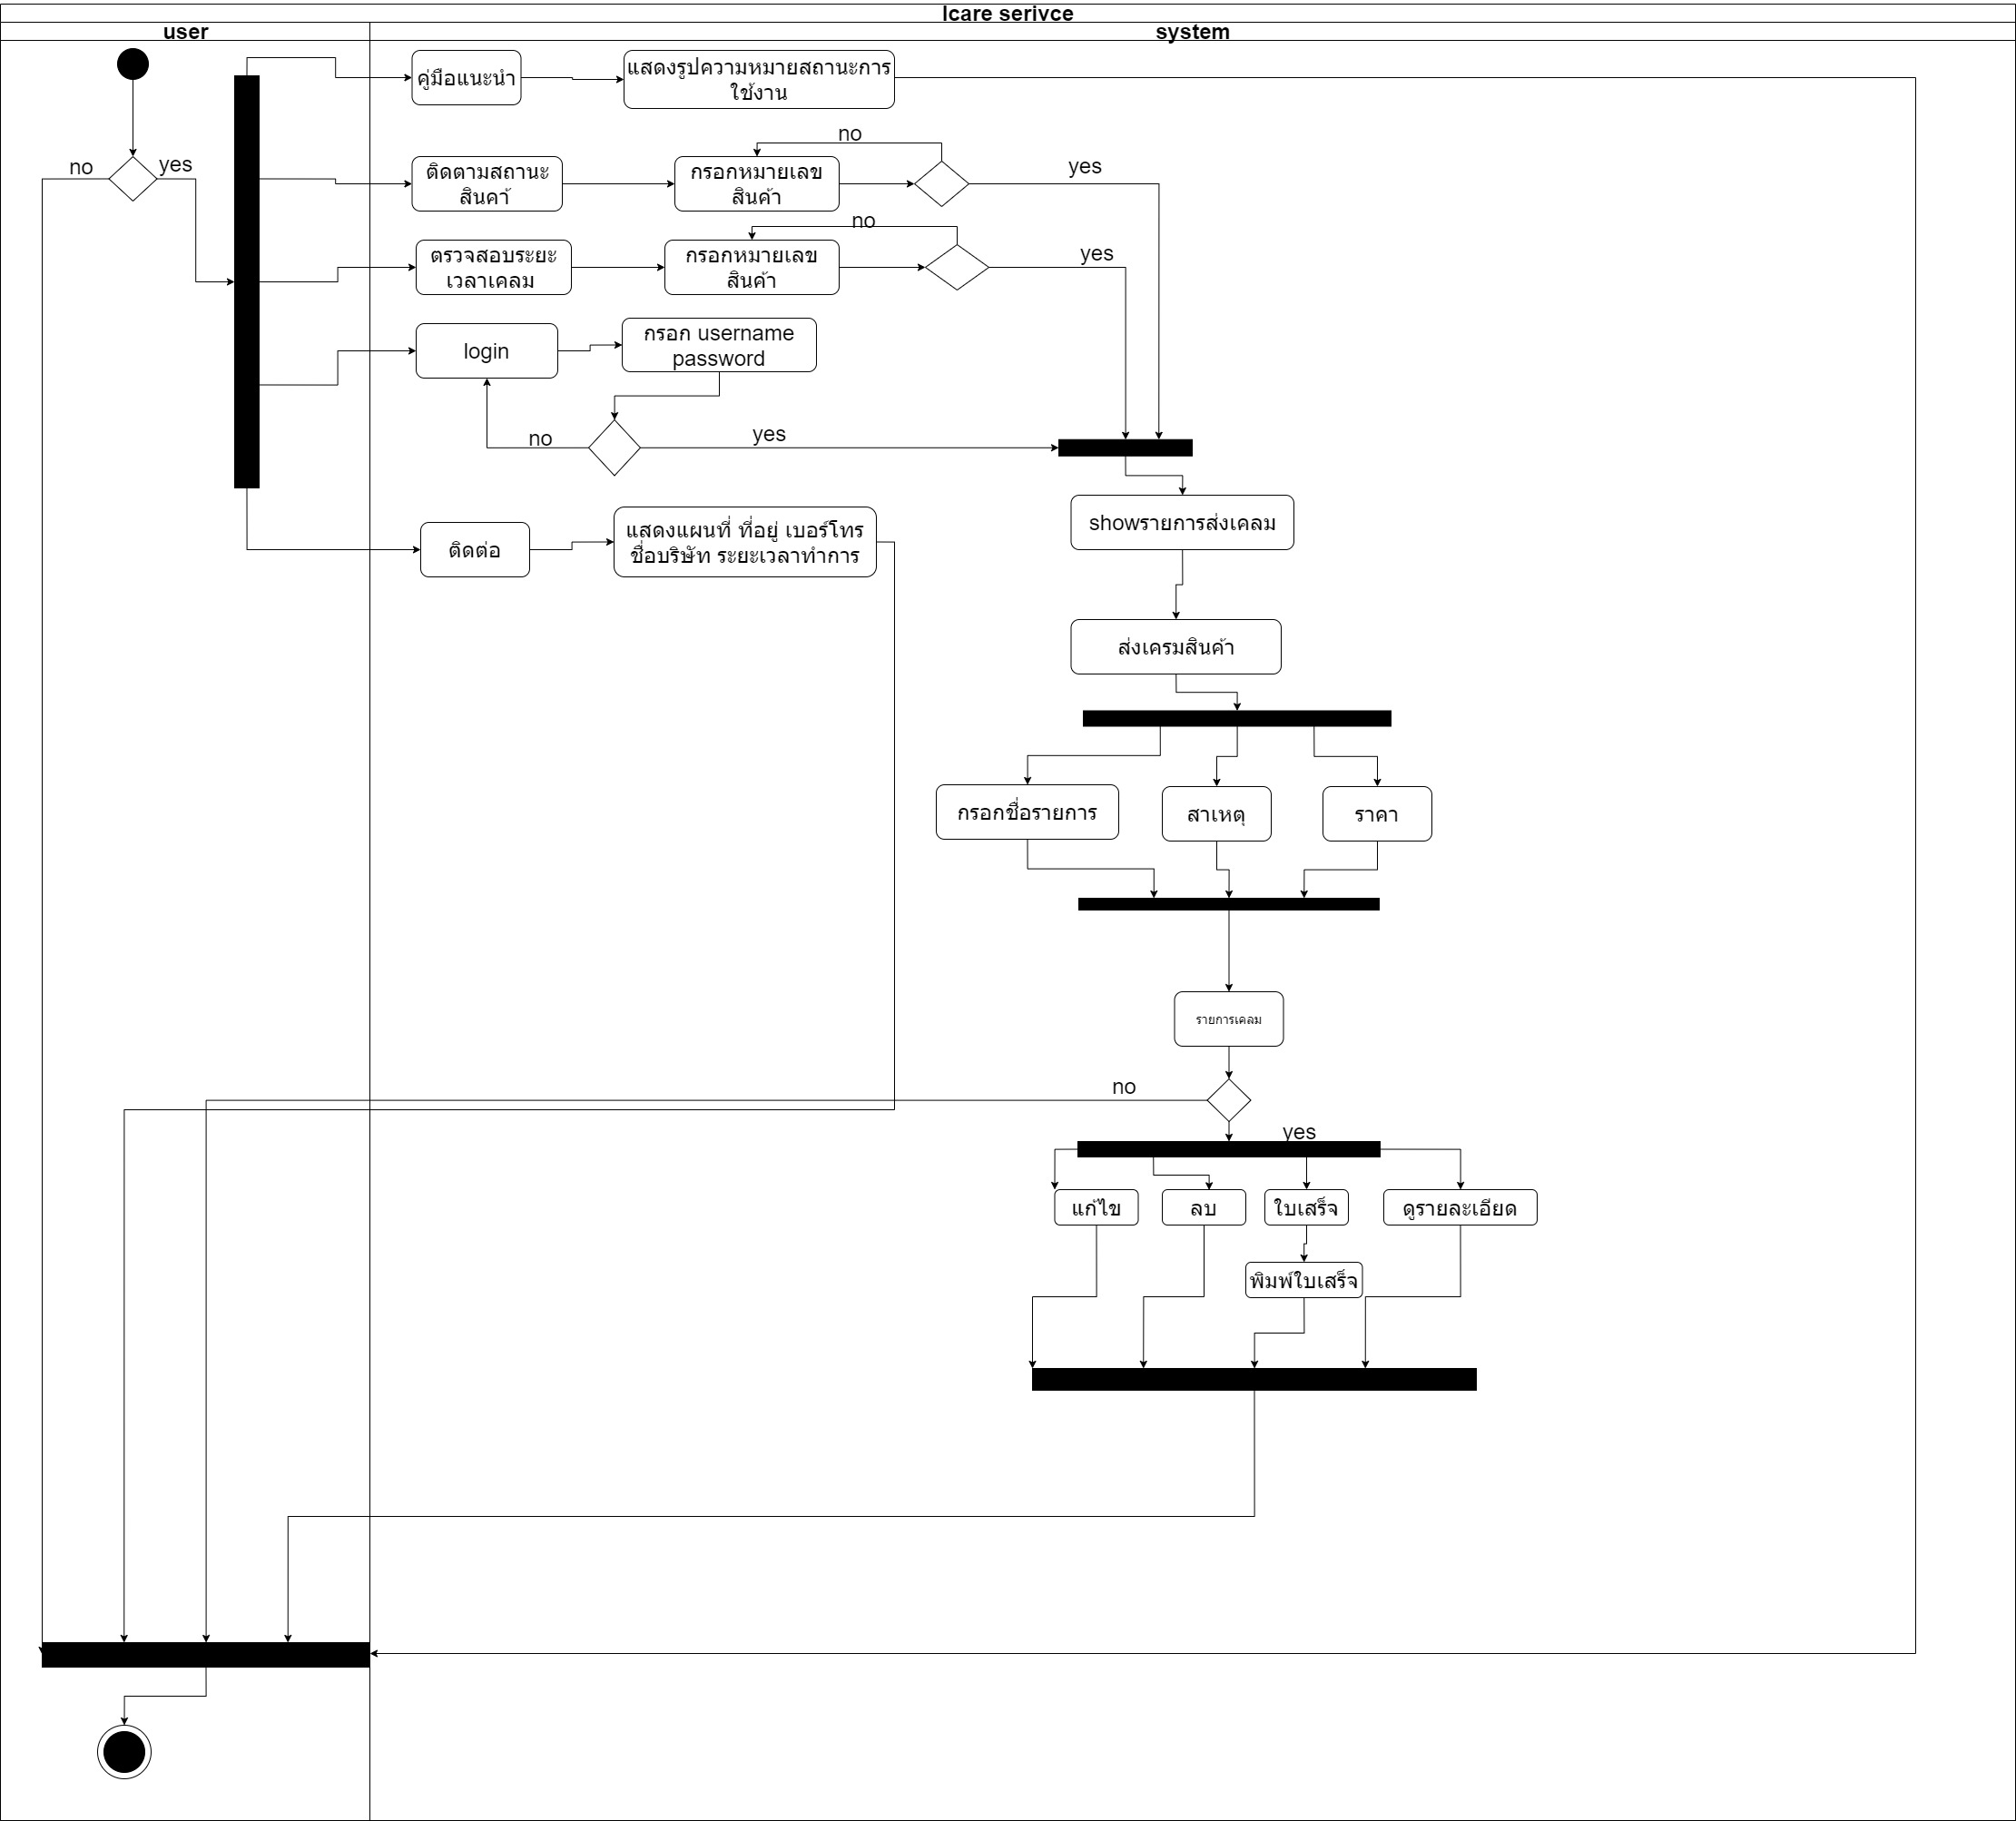 Icare serivce
user
system
คู่มือแนะนำ
แสดงรูปความหมายสถานะการ
ใช้งาน
no
yes
ติดตามสถานะ
สินค้า
กรอกหมายเลข
สินค้า
no
yes
ตรวจสอบระยะ
เวลาเคลม
กรอกหมายเลข
สินค้า
no
yes
login
กรอก username
password
no
yes
ติดต่อ
แสดงแผนที่ ที่อยู่ เบอร์โทร
ชื่อบริษัท ระยะเวลาทำการ
showรายการส่งเคลม
ส่งเครมสินค้า
กรอกชื่อรายการ
สาเหตุ
ราคา
รายการเคลม
no
yes
แก้ไข
ลบ
ใบเสร็จ
ดูรายละเอียด
พิมพ์ใบเสร็จ